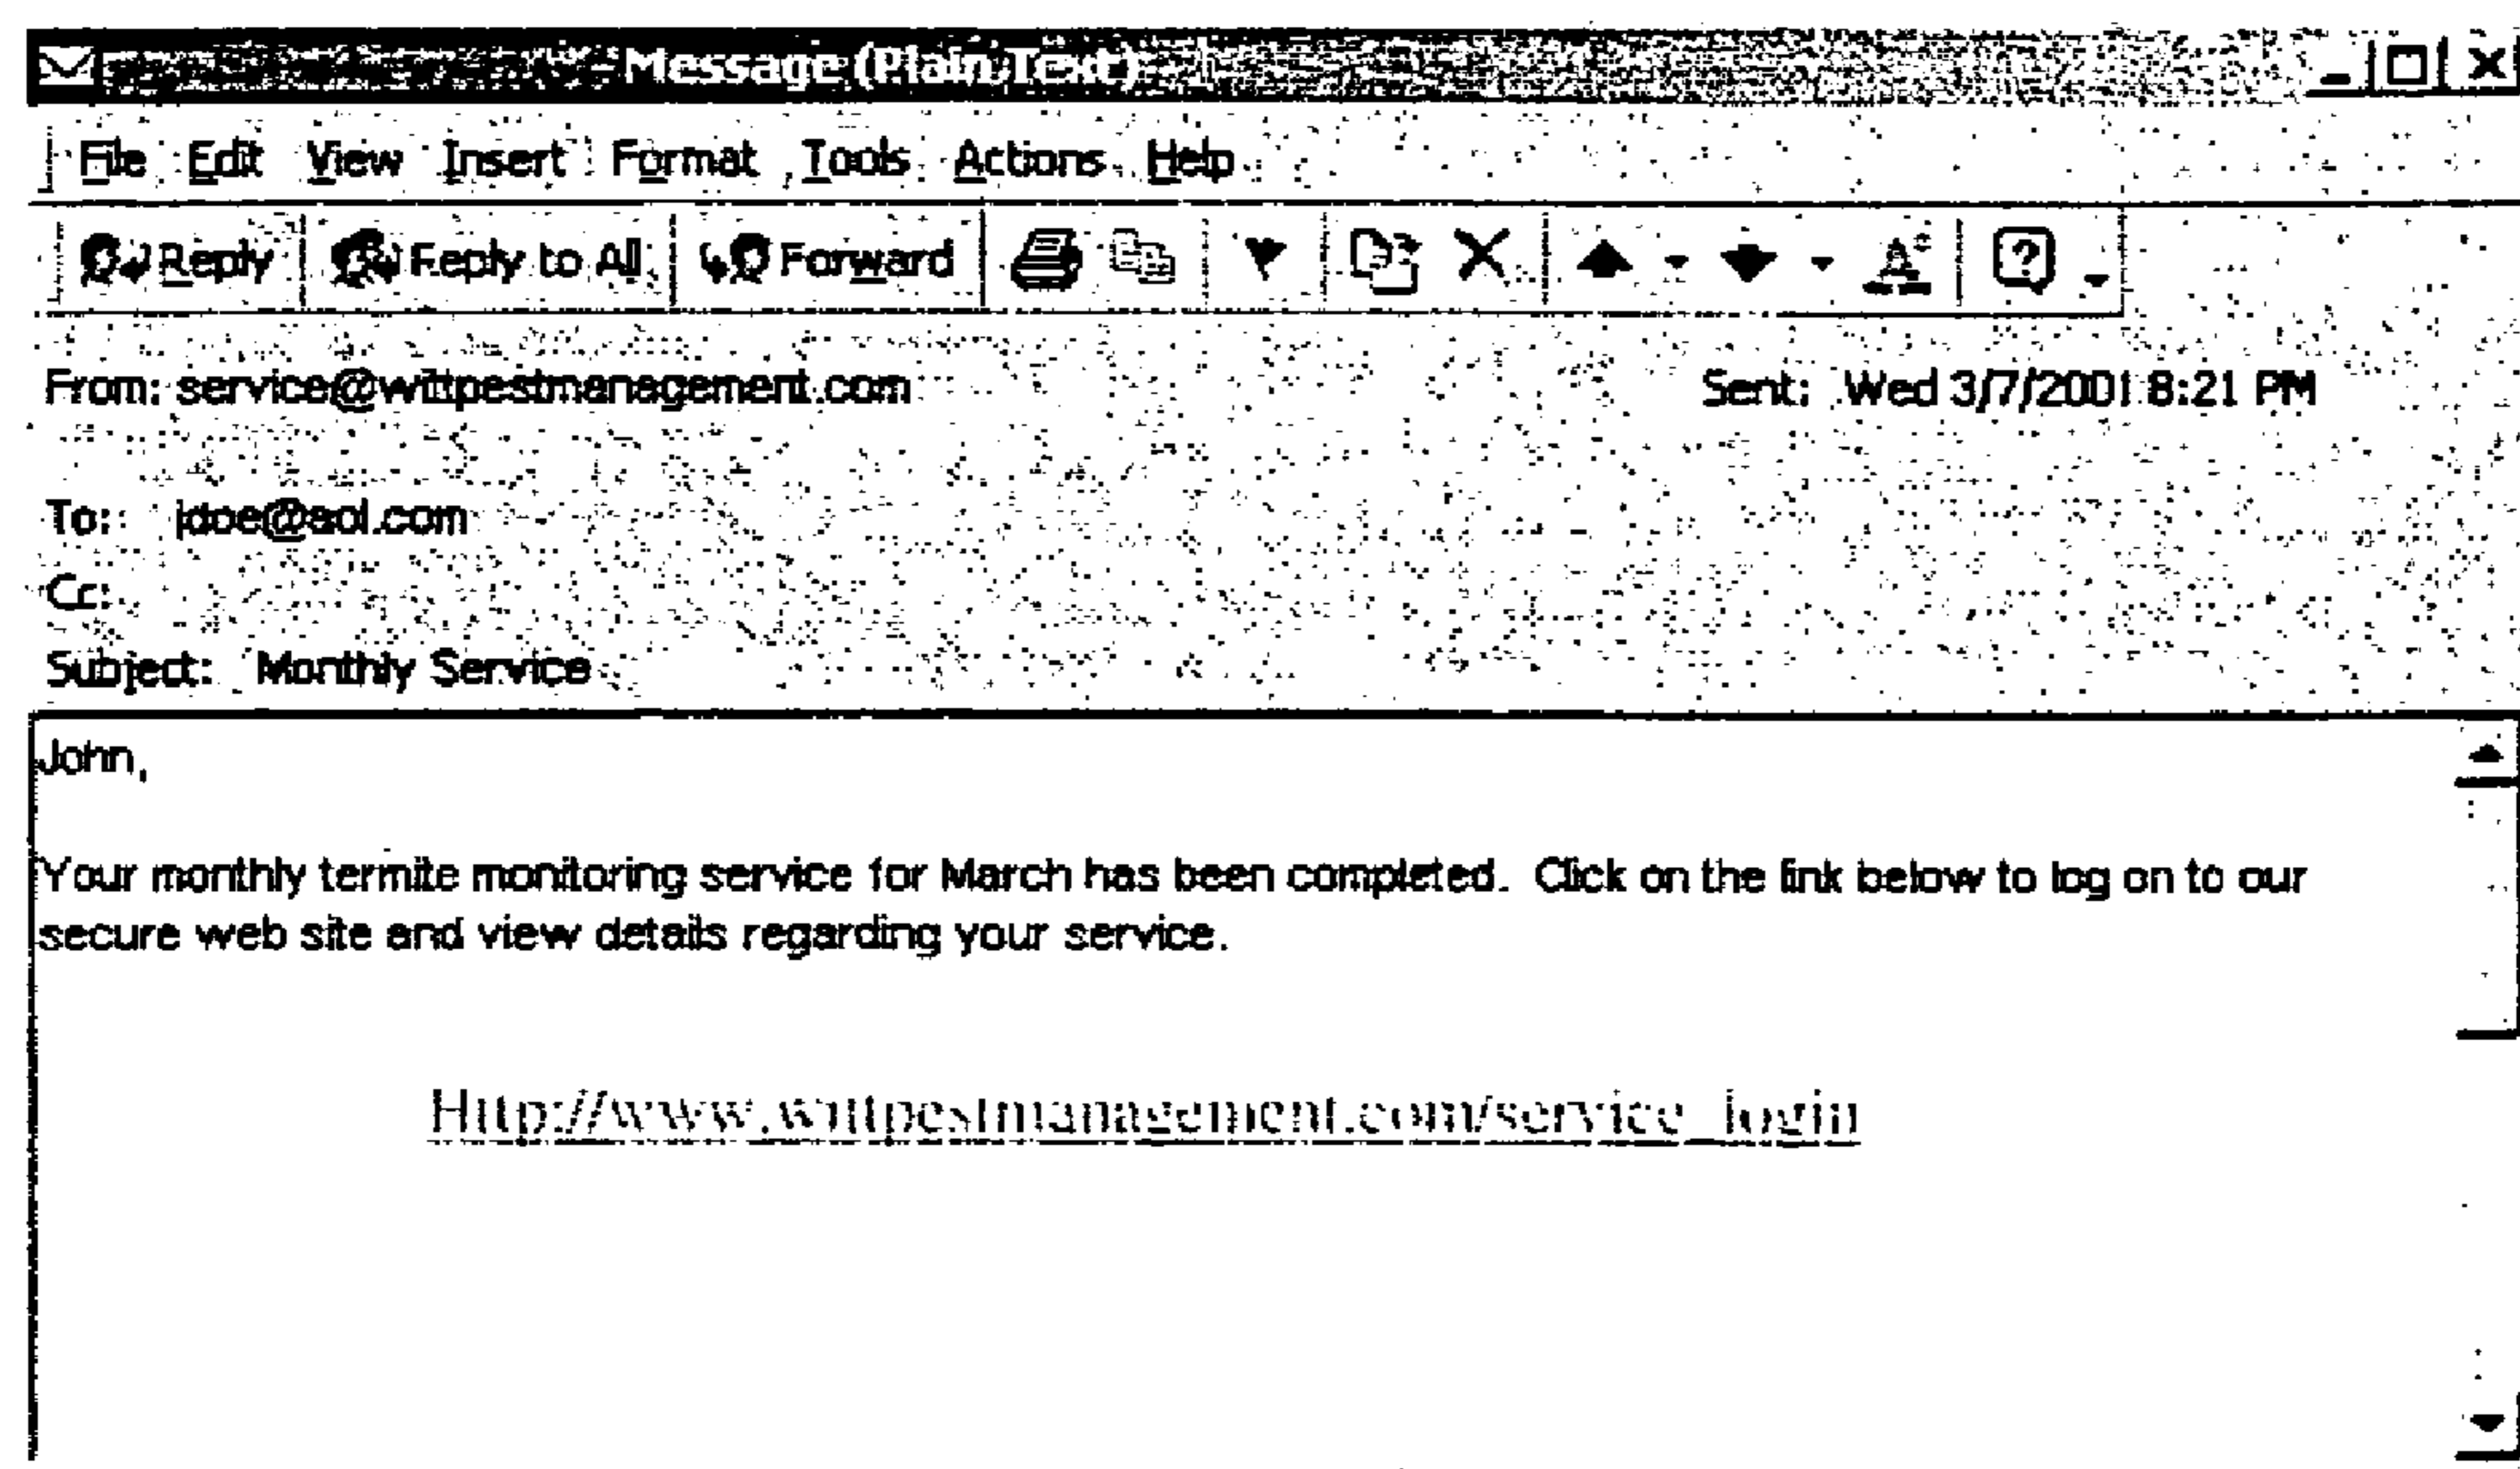 Message (Plain Text)
File Edit View Insert Format Tools Actions Help
Reply Reply to All Forward
From: service@wittpestmanagement.com Sent: Wed 3/7/2001 8:21 PM
To: jdoe@aol.com
Cc:
Subject: Monthly Service
John,
Your monthly termite monitoring service for March has been completed. Click on the link below to log on to our
secure web site and view details regarding your service.
Http://www.wittpestmanagement.com/service_login